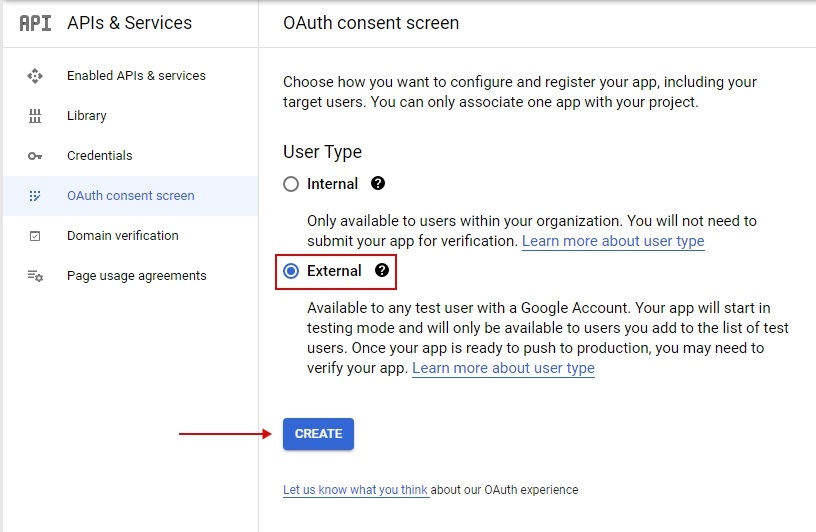 API APIs & Services
OAuth consent screen
Enabled APIs & services
Library
Credentials
OAuth consent screen
Domain verification
Page usage agreements
Choose how you want to configure and register your app, including your
target users. You can only associate one app with your project.
User Type
Internal ?
Only available to users within your organization. You will not need to
submit your app for verification. Learn more about user type
External ?
Available to any test user with a Google Account. Your app will start in
testing mode and will only be available to users you add to the list of test
users. Once your app is ready to push to production, you may need to
verify your app. Learn more about user type
CREATE
Let us know what you think about our OAuth experience